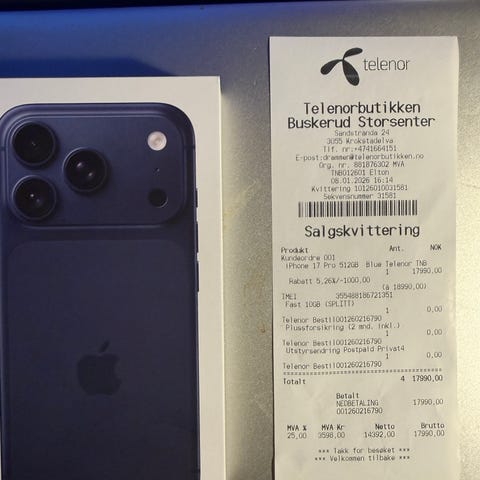 telenor
Telenorbutikken
Buskerud Storsenter
Sandstranda 24
3055 Krokstadelva
Tlf. nr:+4741664151
E-post:drammen@telenorbutikken.no
Org. nr. 881876302 MVA
TNB012601 Elton
08.01.2026 16:14
Kvittering 10126010031581
Sekvensnummer 31581
Salgskvittering
Produkt Ant. NOK
Kundeordre 001
iPhone 17 Pro 512GB Blue Telenor TNB
1 17990,00
Rabatt 5,26%/-1000,00
(à 18990,00)
IMEI 355488186721351
Fast 10GB (SPLITT)
1 0,00
Telenor Bestil001260216790
Plussforsikring (2 mnd. inkl.)
1 0,00
Telenor Bestil001260216790
Utstyrsendring Postpaid Privat4
1 0,00
Telenor Bestil001260216790
Totalt 4 17990,00
Betalt
NEDBETALING 17990,00
001260216790
MVA % MVA Kr Netto Brutto
25,00 3598,00 14392,00 17990,00
*** Takk for besøket ***
*** Velkommen tilbake ***